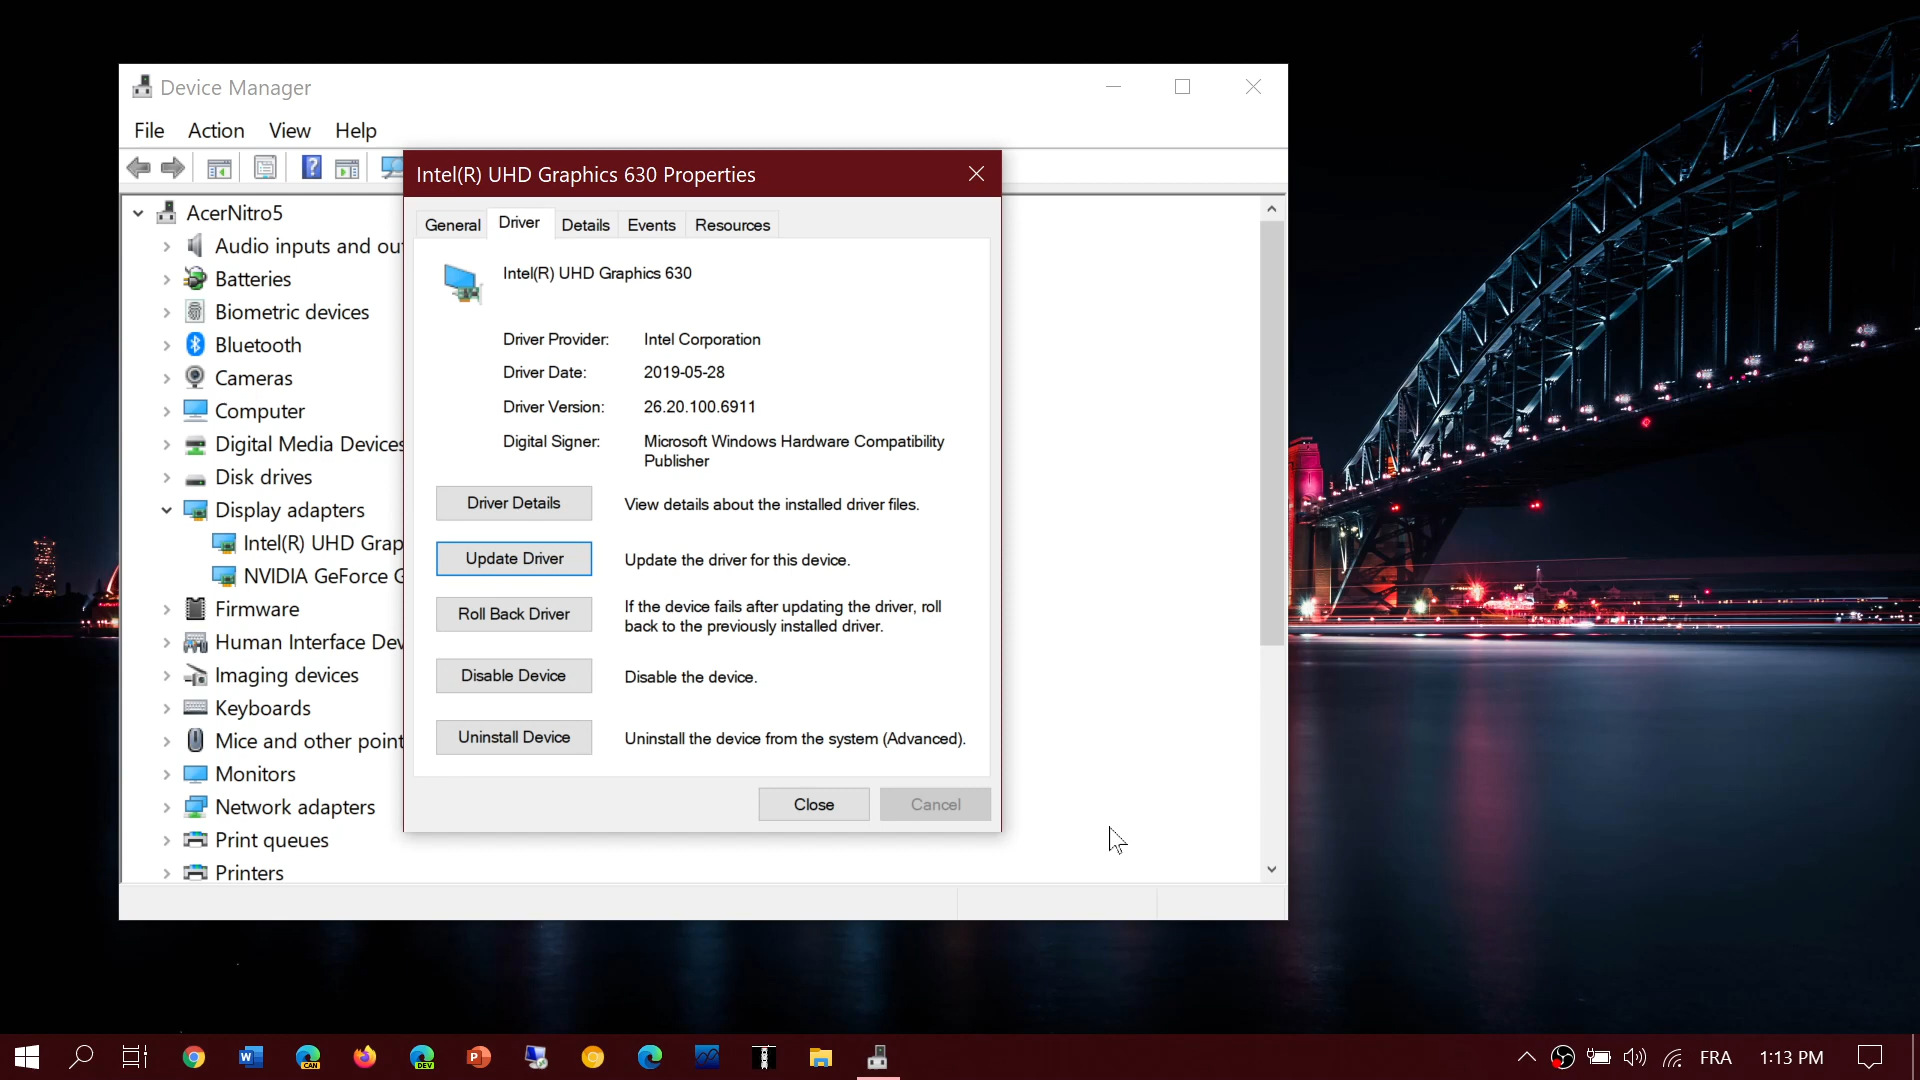 Device Manager
File Action View Help
Intel(R) UHD Graphics 630 Properties
General Driver Details Events Resources
Intel(R) UHD Graphics 630
Driver Provider: Intel Corporation
Driver Date: 2019-05-28
Driver Version: 26.20.100.6911
Digital Signer: Microsoft Windows Hardware Compatibility
Publisher
Driver Details View details about the installed driver files.
Update Driver Update the driver for this device.
Roll Back Driver If the device fails after updating the driver, roll
back to the previously installed driver.
Disable Device Disable the device.
Uninstall Device Uninstall the device from the system (Advanced).
Close Cancel
AcerNitro5
Audio inputs and ou
Batteries
Biometric devices
Bluetooth
Cameras
Computer
Digital Media Devices
Disk drives
Display adapters
Intel(R) UHD Grap
NVIDIA GeForce G
Firmware
Human Interface Dev
Imaging devices
Keyboards
Mice and other point
Monitors
Network adapters
Print queues
Printers
CAN DEV FRA 1:13 PM